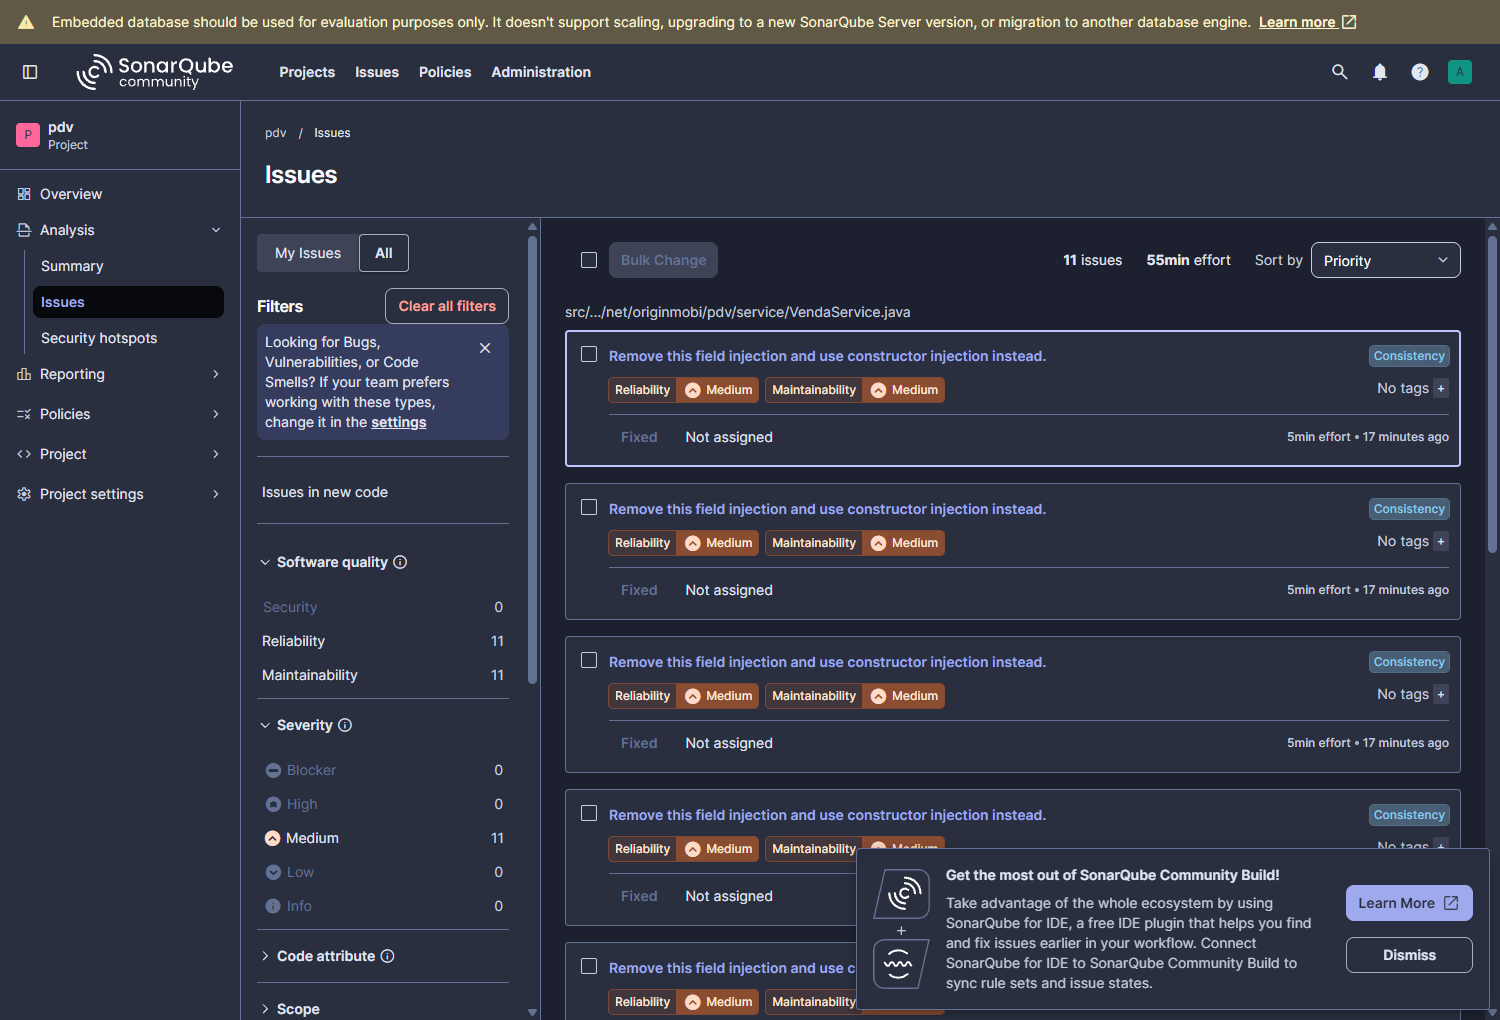 Embedded database should be used for evaluation purposes only. It doesn't support scaling, upgrading to a new SonarQube Server version, or migration to another database engine. Learn more
SonarQube community
Projects Issues Policies Administration
? A
P pdv
Project
Overview
Analysis
Summary
Issues
Security hotspots
Reporting
Policies
Project
Project settings
pdv / Issues
Issues
My Issues All
Filters Clear all filters
Looking for Bugs,
Vulnerabilities, or Code
Smells? If your team prefers
working with these types,
change it in the settings
Issues in new code
Software quality
Security 0
Reliability 11
Maintainability 11
Severity
Blocker 0
High 0
Medium 11
Low 0
Info 0
Code attribute
Scope
Bulk Change 11 issues 55min effort Sort by Priority
src/.../net/originmobi/pdv/service/VendaService.java
Remove this field injection and use constructor injection instead. Consistency
Reliability Medium Maintainability Medium No tags +
Fixed Not assigned 5min effort • 17 minutes ago
Remove this field injection and use constructor injection instead. Consistency
Reliability Medium Maintainability Medium No tags +
Fixed Not assigned 5min effort • 17 minutes ago
Remove this field injection and use constructor injection instead. Consistency
Reliability Medium Maintainability Medium No tags +
Fixed Not assigned 5min effort • 17 minutes ago
Remove this field injection and use constructor injection instead. Consistency
Reliability Medium Maintainability Medium No tags +
Fixed Not assigned
Remove this field injection and use c
Reliability Medium Maintainability
Get the most out of SonarQube Community Build!
Take advantage of the whole ecosystem by using
SonarQube for IDE, a free IDE plugin that helps you find
and fix issues earlier in your workflow. Connect
SonarQube for IDE to SonarQube Community Build to
sync rule sets and issue states.
+
Learn More
Dismiss